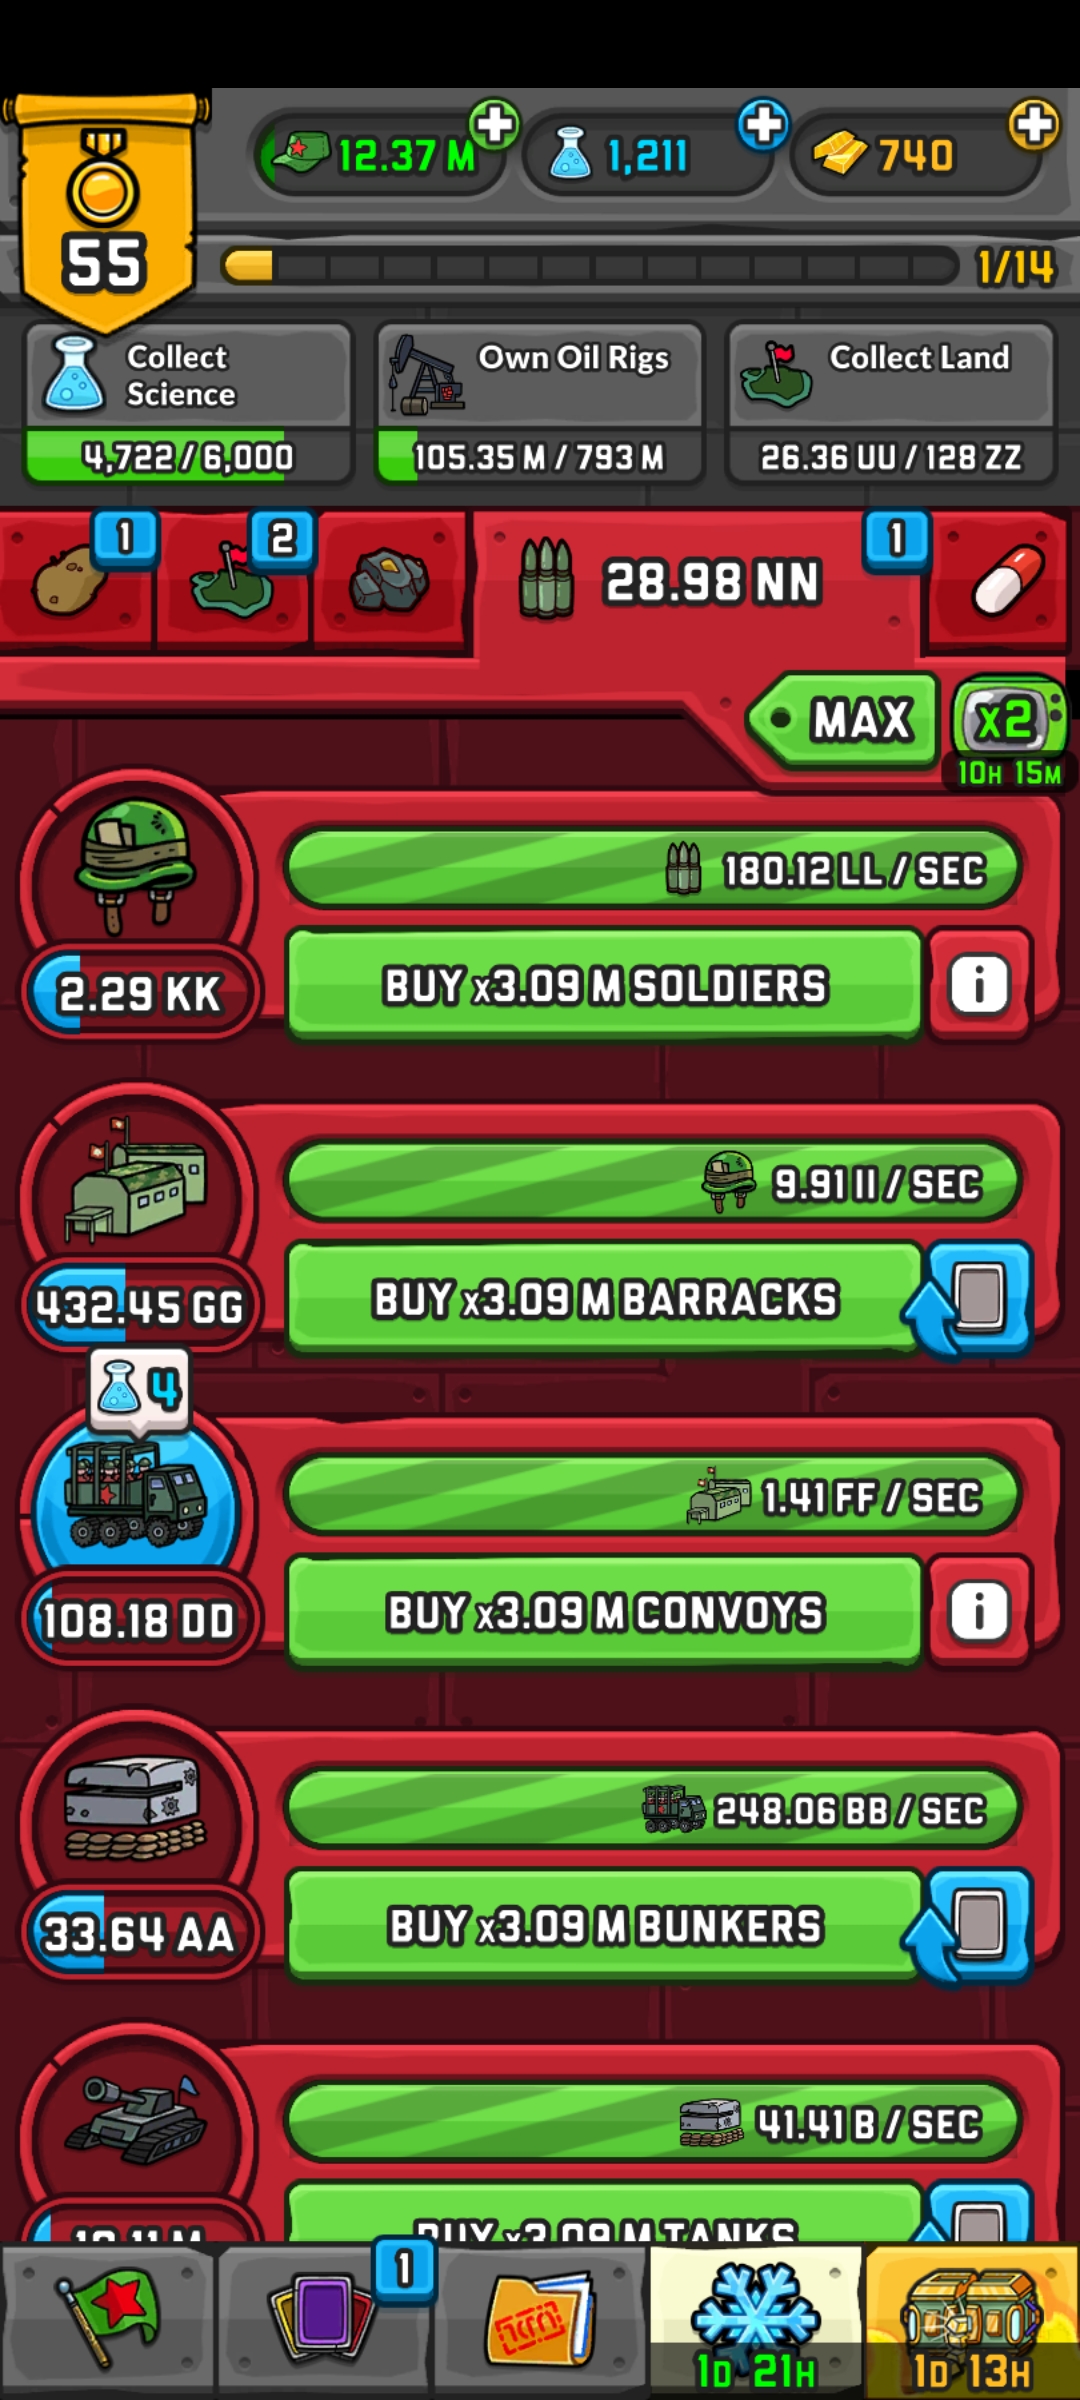 12.37 M
1,211
740
55
1/14
Collect Science
4,722 / 6,000
Own Oil Rigs
105.35 M / 793 M
Collect Land
26.36 UU / 128 ZZ
1
2
28.98 NN
1
MAX
x2
10H 15M
180.12 LL / SEC
2.29 KK
BUY x3.09 M SOLDIERS
i
9.91 II / SEC
432.45 GG
BUY x3.09 M BARRACKS
4
1.41 FF / SEC
108.18 DD
BUY x3.09 M CONVOYS
i
248.06 BB / SEC
33.64 AA
BUY x3.09 M BUNKERS
41.41 B / SEC
BUY x3.09 M TANKS
1
1D 21H
1D 13H